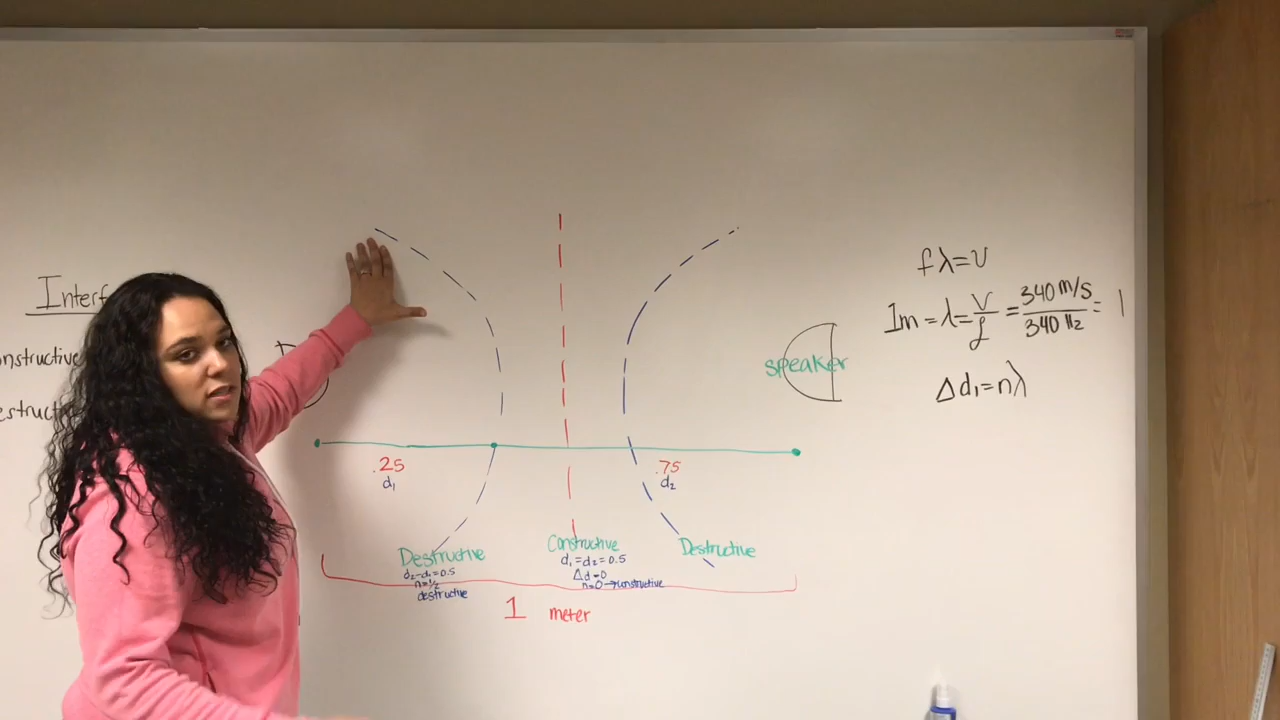 Interf
onstructive
estructiv
fλ=v
1m=λ=v/f=340 m/s/340 Hz=1
Δd₁=nλ
speaker
.25
d₁
.75
d₂
Destructive
d₂-d₁=0.5
n=½
destructive
Constructive
d₁=d₂=0.5
Δd=0
n=0→constructive
Destructive
1 meter